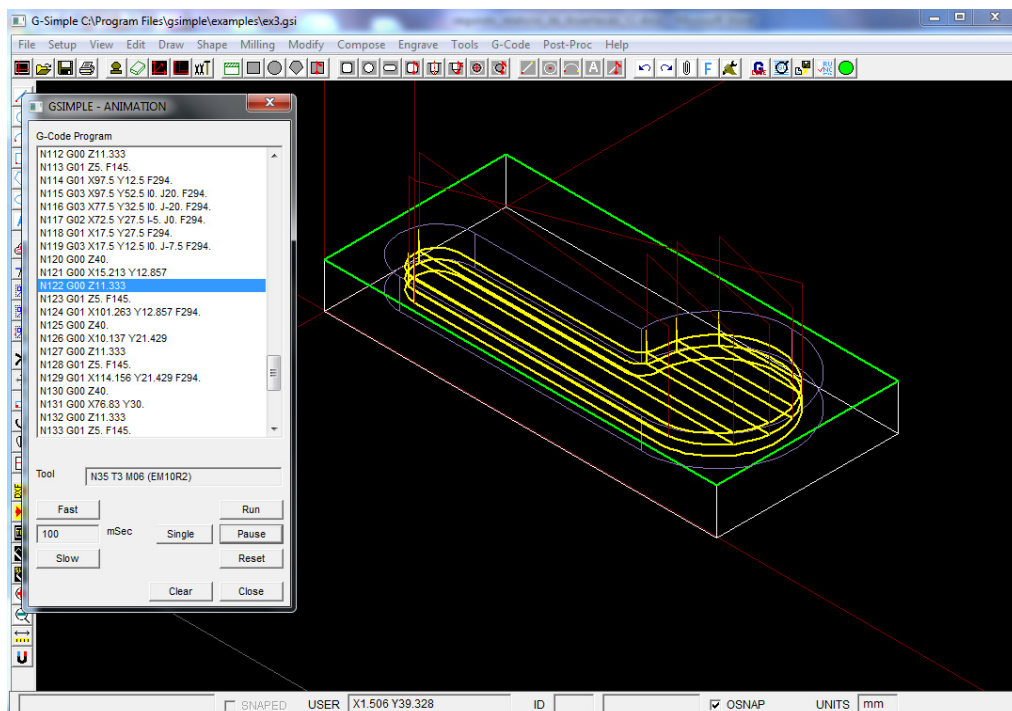 G-Simple C:\Program Files\gsimple\examples\ex3.gsi
File Setup View Edit Draw Shape Milling Modify Compose Engrave Tools G-Code Post-Proc Help
xxT A F G
GSIMPLE - ANIMATION
G-Code Program
N112 G00 Z11.333
N113 G01 Z5. F145.
N114 G01 X97.5 Y12.5 F294.
N115 G03 X97.5 Y52.5 I0. J20. F294.
N116 G03 X77.5 Y32.5 I0. J-20. F294.
N117 G02 X72.5 Y27.5 I-5. J0. F294.
N118 G01 X17.5 Y27.5 F294.
N119 G03 X17.5 Y12.5 I0. J-7.5 F294.
N120 G00 Z40.
N121 G00 X15.213 Y12.857
N122 G00 Z11.333
N123 G01 Z5. F145.
N124 G01 X101.263 Y12.857 F294.
N125 G00 Z40.
N126 G00 X10.137 Y21.429
N127 G00 Z11.333
N128 G01 Z5. F145.
N129 G01 X114.156 Y21.429 F294.
N130 G00 Z40.
N131 G00 X76.83 Y30.
N132 G00 Z11.333
N133 G01 Z5. F145.
Tool N35 T3 M06 (EM10R2)
Fast Run
100 mSec Single Pause
Slow Reset
Clear Close
DXF
SNAPED USER X1.506 Y39.328 ID OSNAP UNITS mm